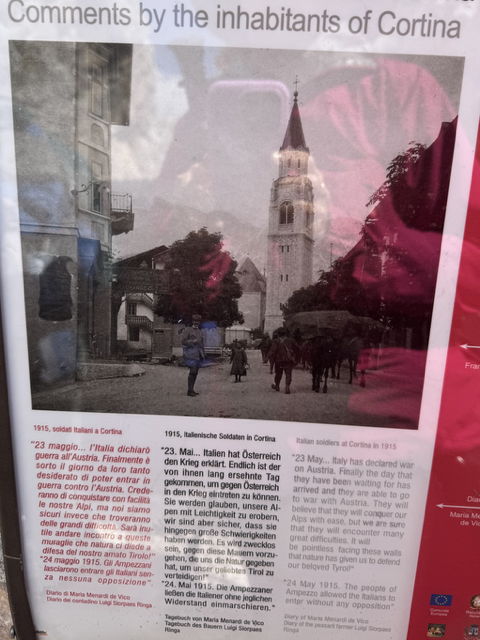 Comments by the inhabitants of Cortina
1915, soldati italiani a Cortina
"23 maggio... l'Italia dichiarò
guerra all'Austria. Finalmente è
sorto il giorno da loro tanto
desiderato di poter entrar in
guerra contro l'Austria. Crede-
ranno di conquistare con facilità
le nostre Alpi, ma noi siamo
sicuri invece che troveranno
delle grandi difficoltà. Sarà inu-
tile andare incontro a queste
muraglie che natura ci diede a
difesa del nostro amato Tirolo!"
"24 maggio 1915. Gli Ampezzani
lasciarono entrare gli italiani sen-
za nessuna opposizione".
Diario di Maria Menardi de Vico
Diario del contadino Luigi Siorpaes
Ringa
1915, italienische Soldaten in Cortina
"23. Mai... Italien hat Österreich
den Krieg erklärt. Endlich ist der
von ihnen lang ersehnte Tag
gekommen, um gegen Österreich
in den Krieg eintreten zu können.
Sie werden glauben, unsere Al-
pen mit Leichtigkeit zu erobern,
wir sind aber sicher, dass sie
hingegen große Schwierigkeiten
haben werden. Es wird zwecklos
sein, gegen diese Mauern vorzu-
gehen, die uns die Natur gegeben
hat, um unser geliebtes Tirol zu
verteidigen!"
"24. Mai 1915. Die Ampezzaner
ließen die Italiener ohne jeglichen
Widerstand einmarschieren."
Tagebuch von Maria Menardi de Vico
Tagebuch des Bauern Luigi Siorpaes
Ringa
Italian soldiers at Cortina in 1915
"23 May... Italy has declared war
on Austria. Finally the day that
they have been waiting for has
arrived and they are able to go
to war with Austria. They will
believe that they will conquer our
Alps with ease, but we are sure
that they will encounter many
great difficulties. It will
be pointless facing these walls
that nature has given us to defend
our beloved Tyrol!"
"24 May 1915. The people of
Ampezzo allowed the Italians to
enter without any opposition"
Diary of Maria Menardi de Vico
Diary of the peasant farmer Luigi Siorpaes
Ringa
Fran
Dia
Maria Me
de Vic